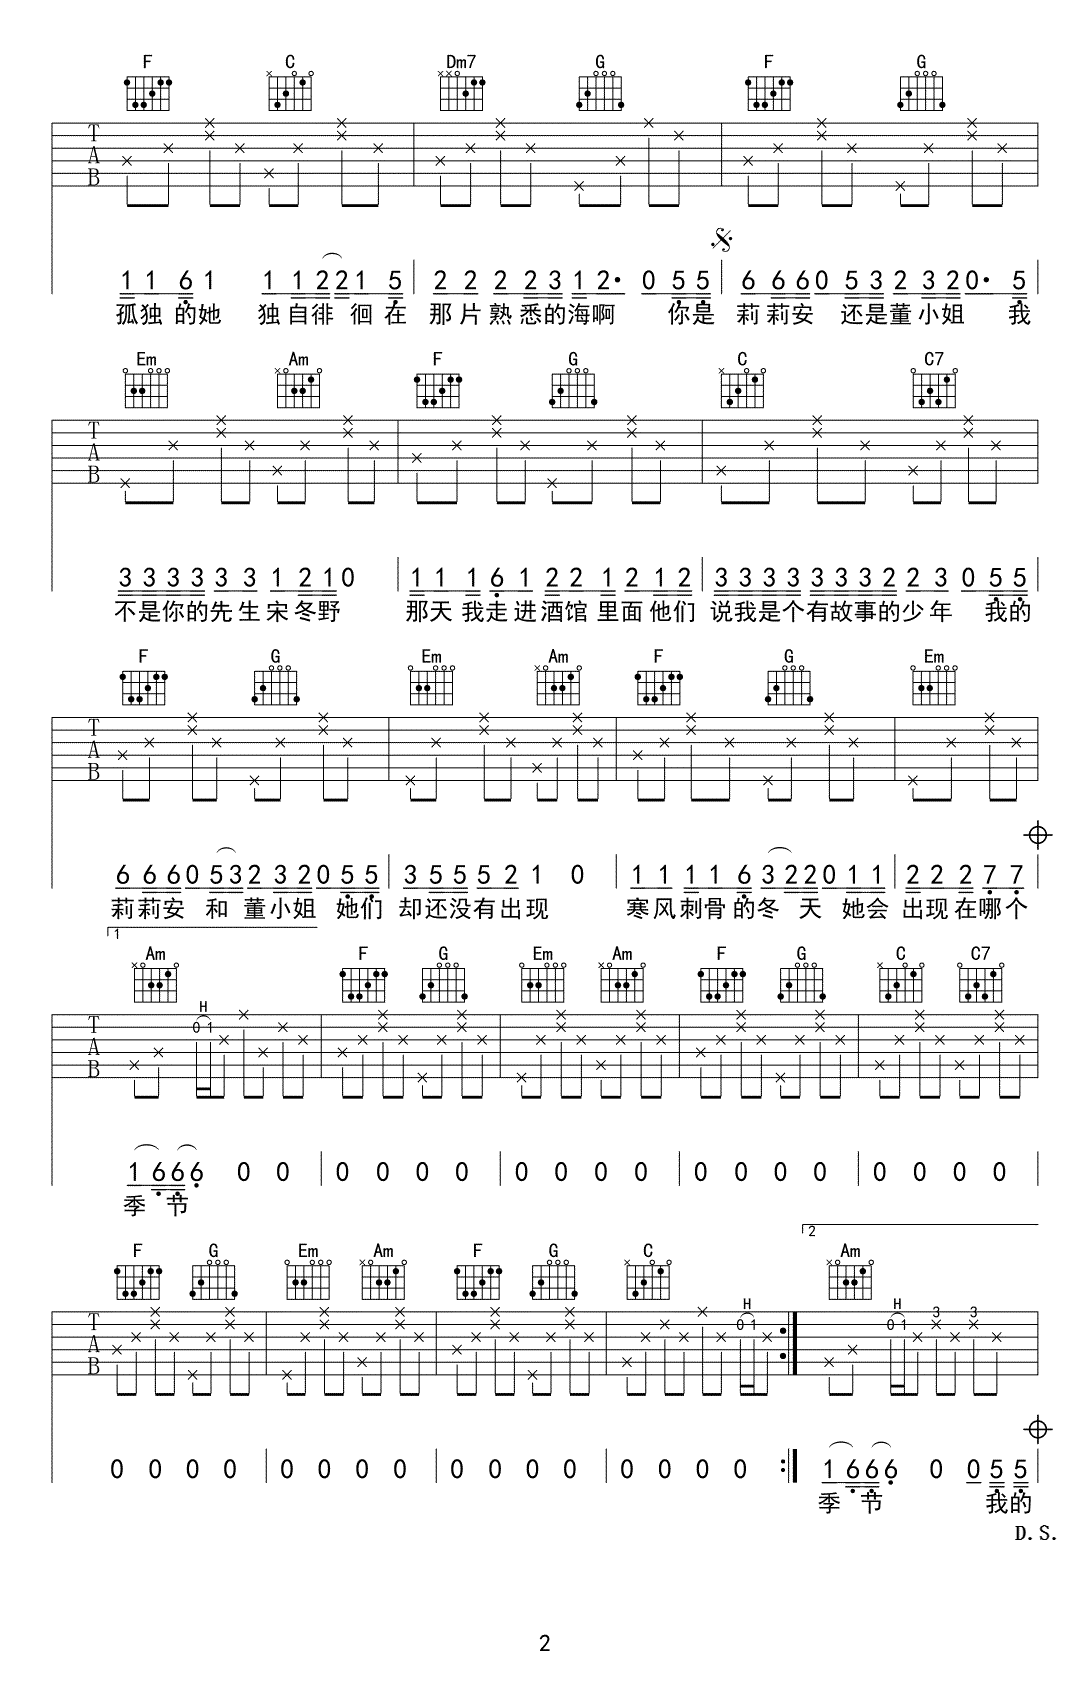 F C Dm7 G F G
T
A
B
1 1 6 1 1 1 2 2 1 5 2 2 2 2 3 1 2· 0 5 5 6 6 6 0 5 3 2 3 2 0· 5
孤独 的她 独自徘 徊 在 那 片 熟 悉的海啊 你是 莉 莉安 还是董 小姐 我
Em Am F G C C7
T
A
B
3 3 3 3 3 3 1 2 1 0 1 1 1 6 1 2 2 1 2 1 2 3 3 3 3 3 3 3 2 2 3 0 5 5
不是你的先 生 宋 冬野 那天 我走 进 酒馆 里面 他们 说我是个有故事的少年 我的
F G Em Am F G Em
T
A
B
6 6 6 0 5 3 2 3 2 0 5 5 3 5 5 5 5 2 1 0 1 1 1 1 6 3 2 2 0 1 1 2 2 2 7 7
莉 莉安 和 董 小姐 她们 却还没有出现 寒风刺骨的冬 天 她会 出现在哪个
1
Am F G Em Am F G C C7
H
0 1
T
A
B
1 6 6 6 0 0 0 0 0 0 0 0 0 0 0 0 0 0 0 0 0 0
季 节
2
F G Em Am F G C Am
H H 3 3
0 1 0 1
T
A
B
0 0 0 0 0 0 0 0 0 0 0 0 0 0 0 0 1 6 6 6 0 0 5 5
季 节 我的
D.S.
2